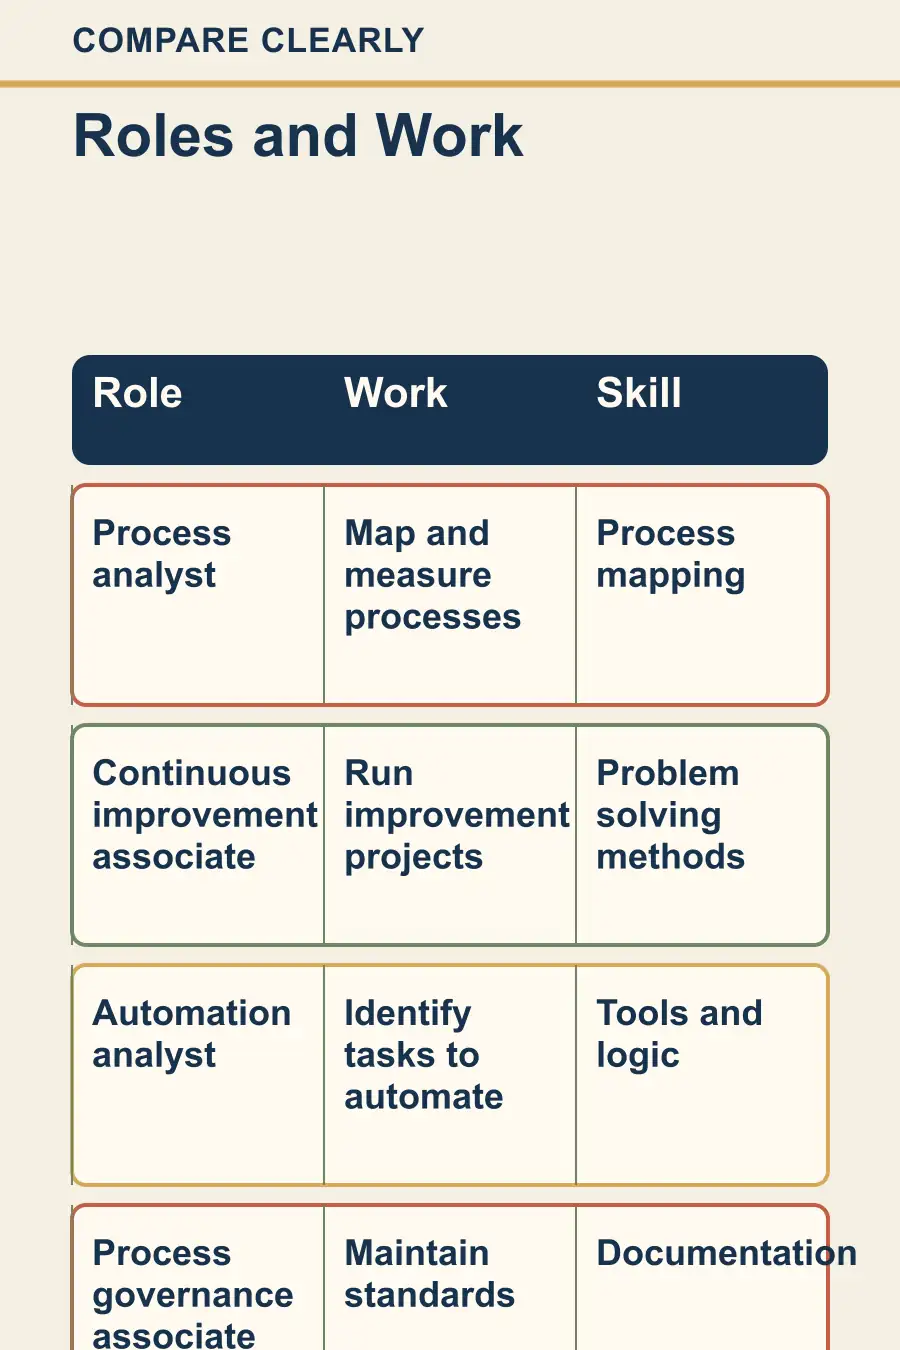 COMPARE CLEARLY
Roles and Work
Role Work Skill
Process analyst
Map and measure processes
Process mapping
Continuous improvement associate
Run improvement projects
Problem solving methods
Automation analyst
Identify tasks to automate
Tools and logic
Process governance associate
Maintain standards
Documentation